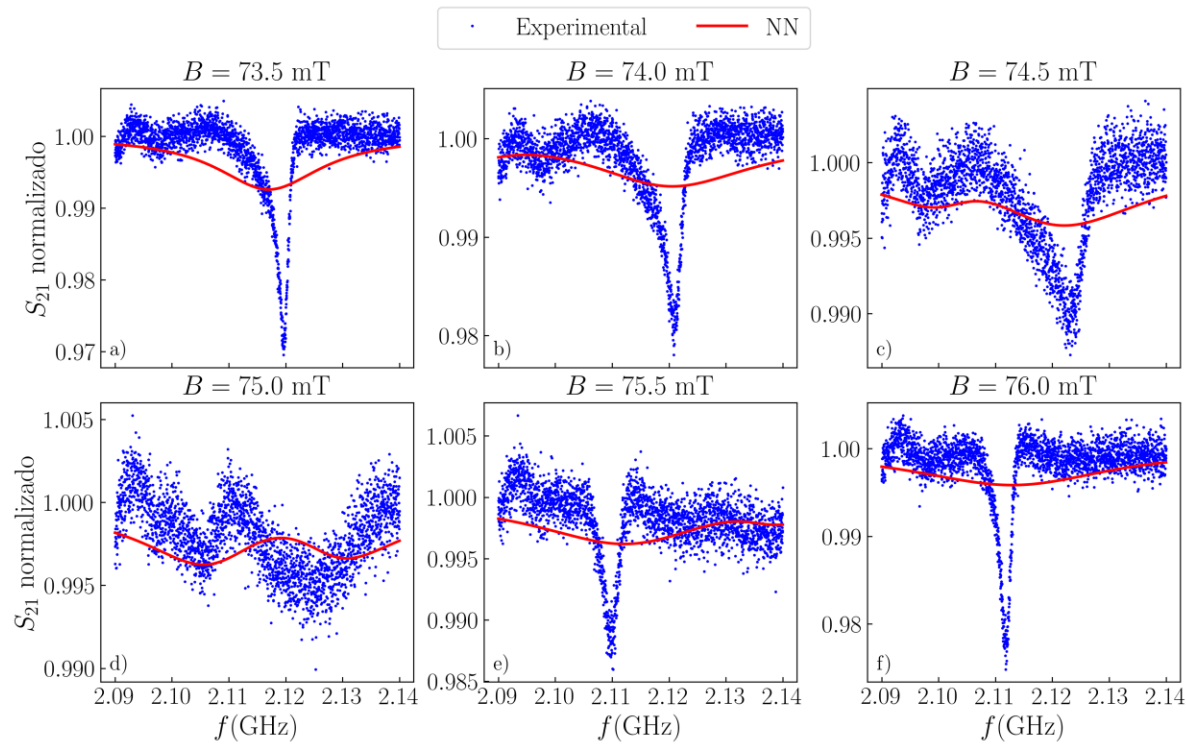 Experimental NN
B = 73.5 mT B = 74.0 mT B = 74.5 mT
S21 normalizado
1.00
0.99
0.98
0.97
a)
1.00
0.99
0.98
b)
1.000
0.995
0.990
c)
B = 75.0 mT B = 75.5 mT B = 76.0 mT
S21 normalizado
1.005
1.000
0.995
0.990
d)
1.005
1.000
0.995
0.990
0.985
e)
1.00
0.99
0.98
f)
2.09 2.10 2.11 2.12 2.13 2.14 2.09 2.10 2.11 2.12 2.13 2.14 2.09 2.10 2.11 2.12 2.13 2.14
f(GHz) f(GHz) f(GHz)